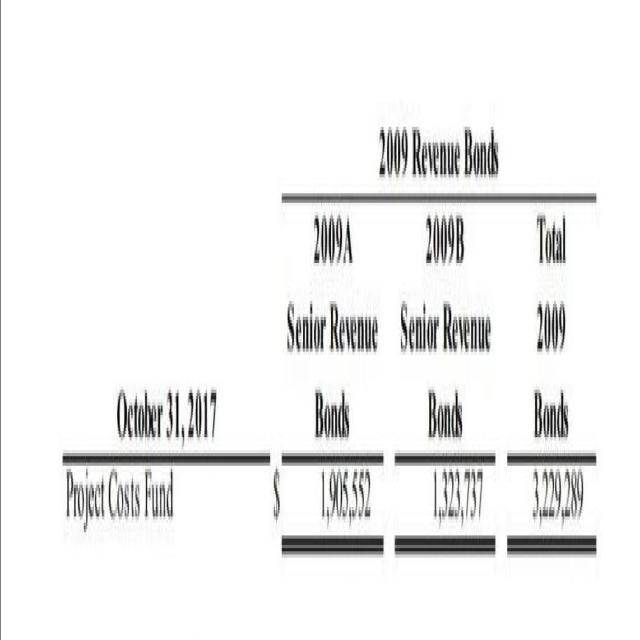 2009 Revenue Bonds
2009A 2009B Total
Senior Revenue Senior Revenue 2009
October 31, 2017 Bonds Bonds Bonds
Project Costs Fund $ 1,905,552 1,323,737 3,229,289